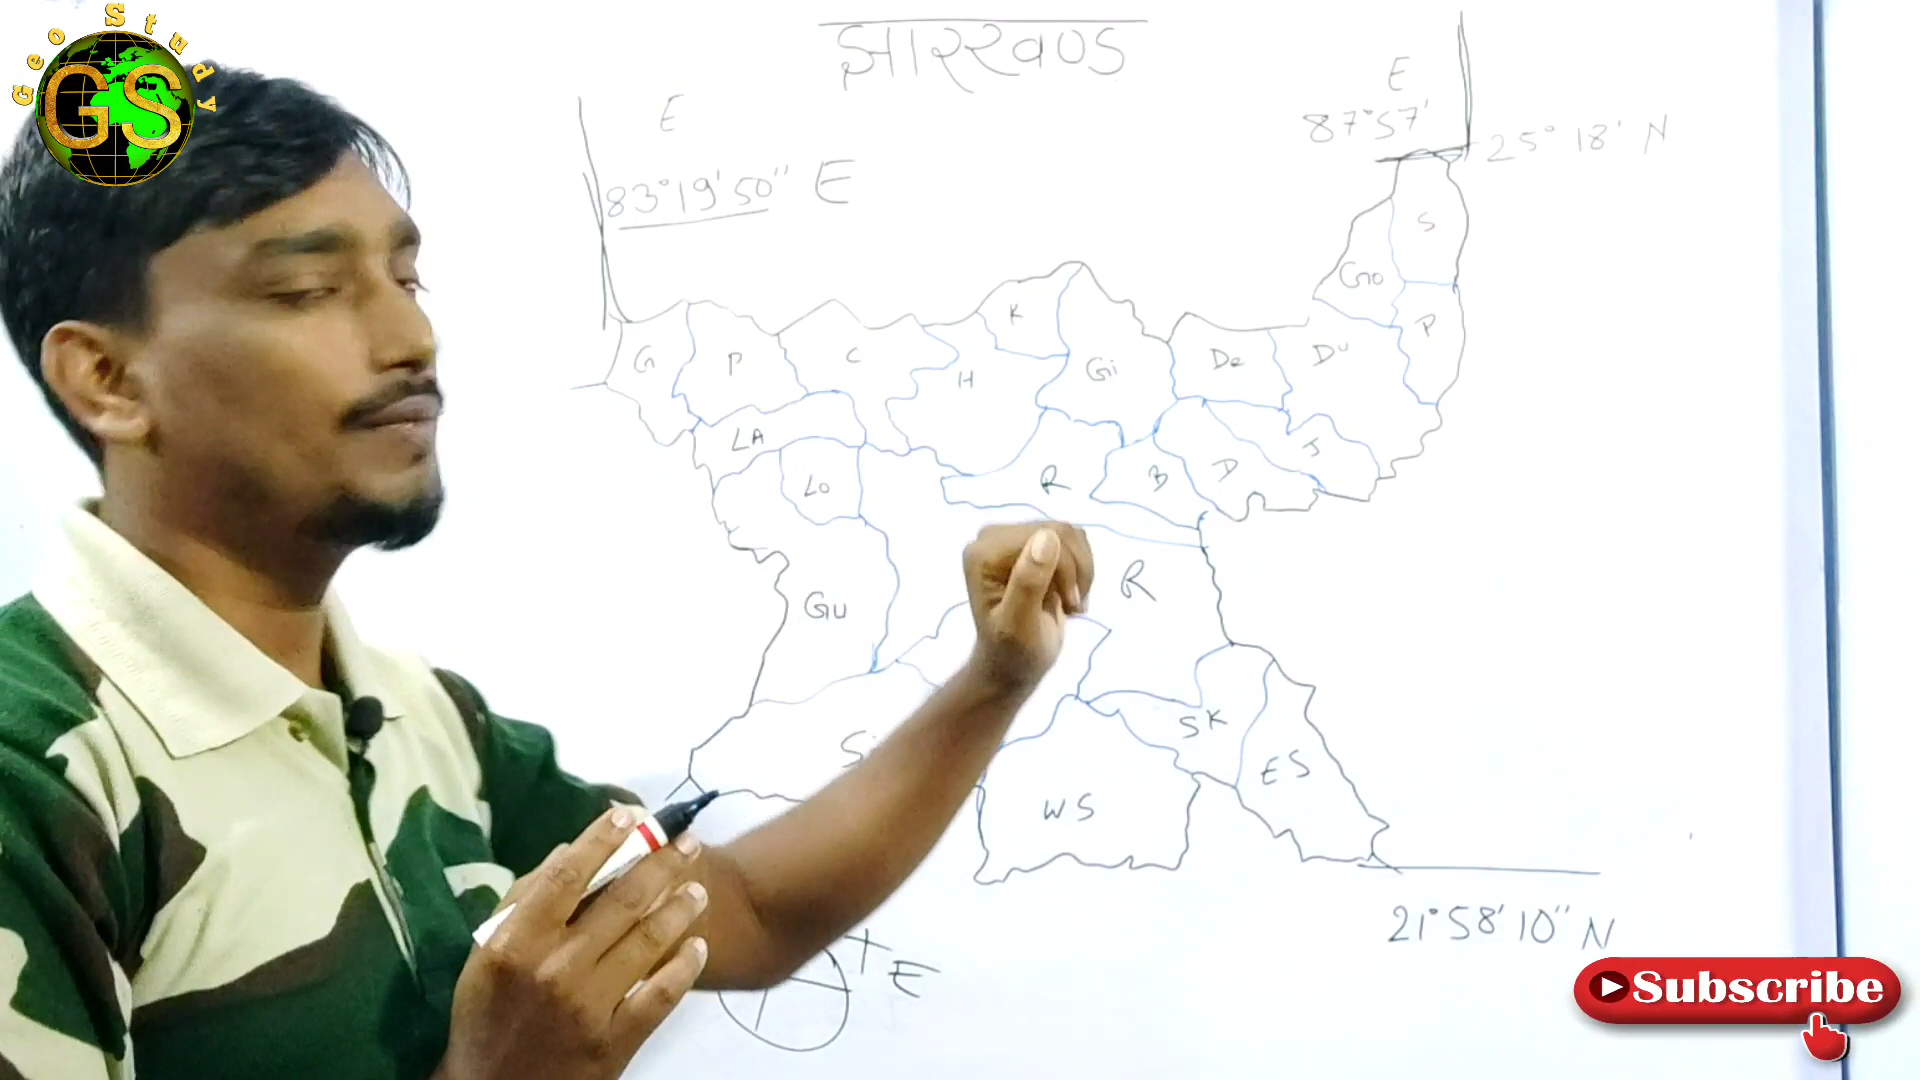 Geo Study
GS
झारखण्ड
E
83°19'50" E
E
87°57'
25° 18' N
S
Go
P
K
G
P
C
H
Gi
De
Du
LA
Lo
R
B
D
J
Gu
R
Si
SK
ES
WS
21°58'10" N
E
Subscribe